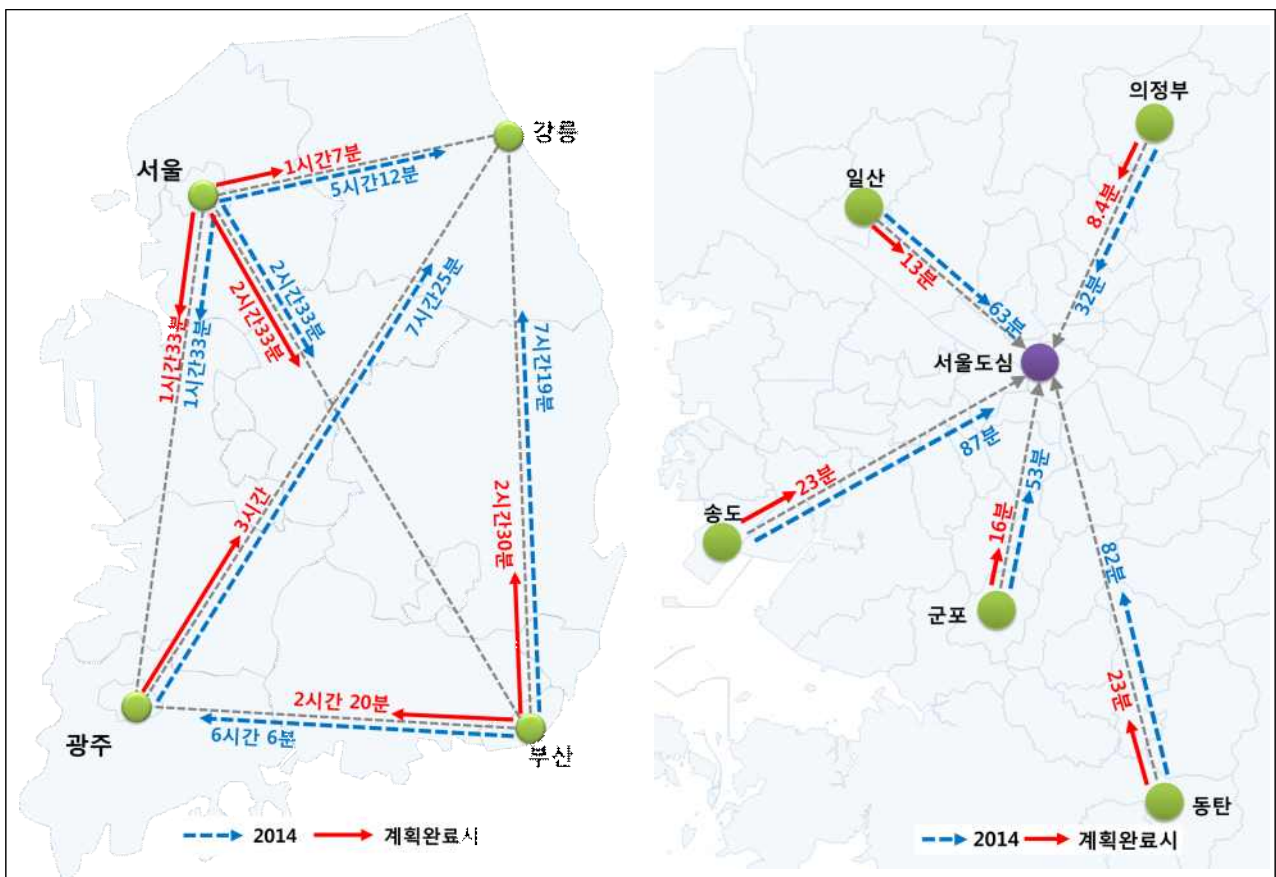 강릉
서울
1시간7분
5시간12분
2시간33분
2시간33분
7시간25분
1시간33분
1시간33분
7시간19분
3시간
2시간30분
2시간 20분
6시간 6분
광주
부산
2014
계획완료시
의정부
일산
8.4분
13분
32분
63분
서울도심
87분
23분
송도
53분
16분
82분
군포
23분
동탄
2014
계획완료시